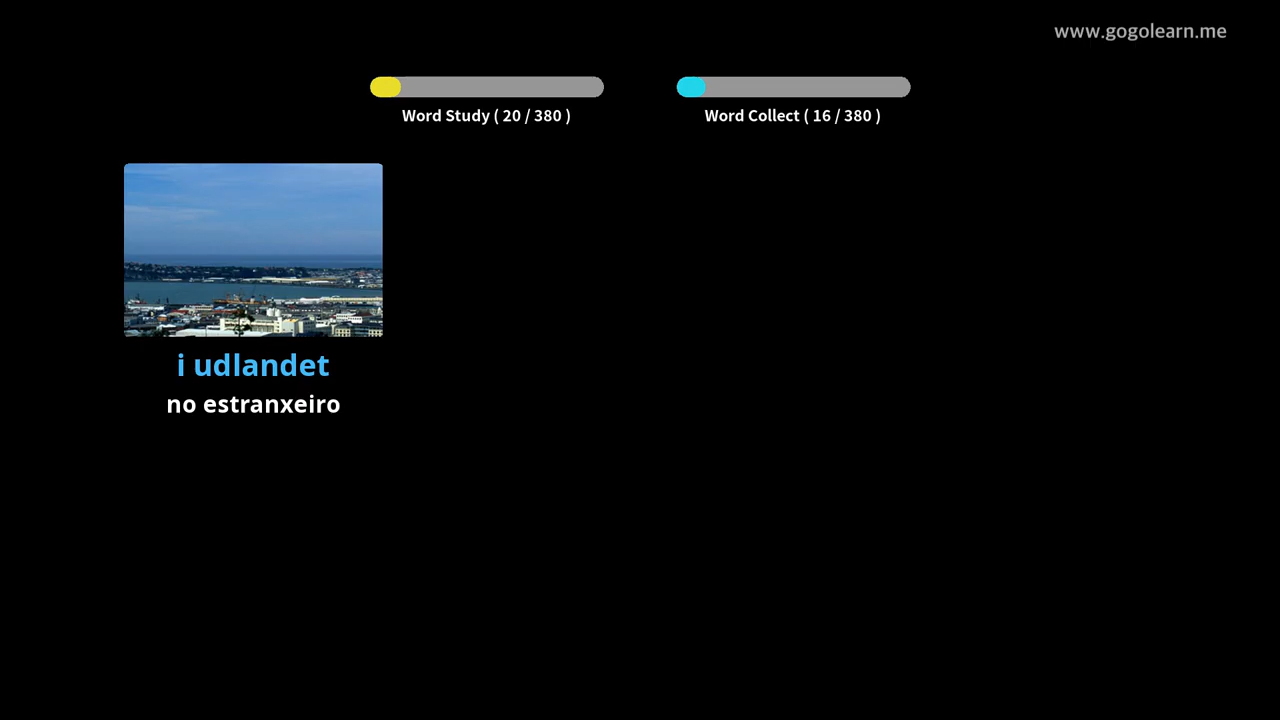 www.gogolearn.me
Word Study ( 20 / 380 )
Word Collect ( 16 / 380 )
i udlandet
no estranxeiro